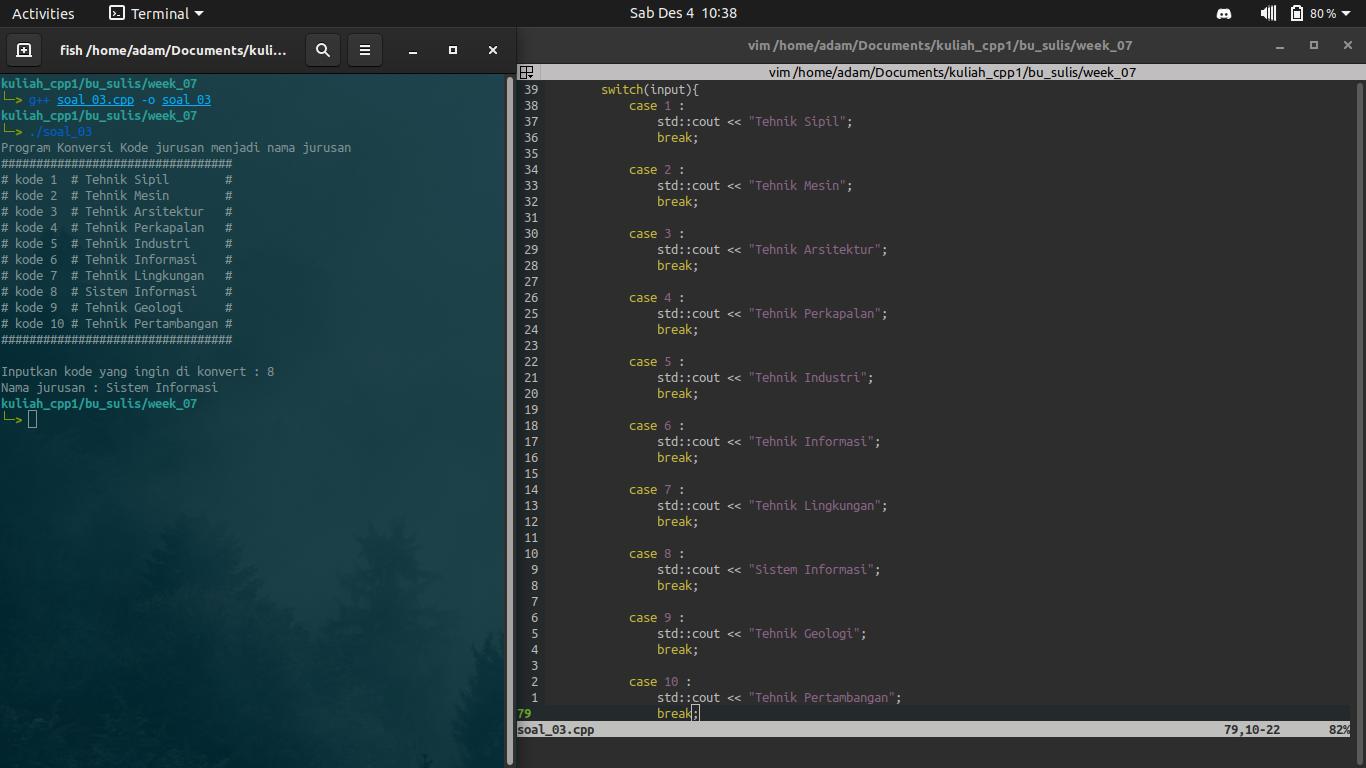 Activities
Terminal
Sab Des 4 10:38
80 %
fish /home/adam/Documents/kuli...
kuliah_cpp1/bu_sulis/week_07
└─> g++ soal_03.cpp -o soal_03
kuliah_cpp1/bu_sulis/week_07
└─> ./soal_03
Program Konversi Kode jurusan menjadi nama jurusan
#################################
# kode 1  # Tehnik Sipil        #
# kode 2  # Tehnik Mesin        #
# kode 3  # Tehnik Arsitektur   #
# kode 4  # Tehnik Perkapalan   #
# kode 5  # Tehnik Industri     #
# kode 6  # Tehnik Informasi    #
# kode 7  # Tehnik Lingkungan   #
# kode 8  # Sistem Informasi    #
# kode 9  # Tehnik Geologi      #
# kode 10 # Tehnik Pertambangan #
#################################
Inputkan kode yang ingin di konvert : 8
Nama jurusan : Sistem Informasi
kuliah_cpp1/bu_sulis/week_07
└─>
vim /home/adam/Documents/kuliah_cpp1/bu_sulis/week_07
vim /home/adam/Documents/kuliah_cpp1/bu_sulis/week_07
39 switch(input){
38 case 1 :
37 std::cout << "Tehnik Sipil";
36 break;
35
34 case 2 :
33 std::cout << "Tehnik Mesin";
32 break;
31
30 case 3 :
29 std::cout << "Tehnik Arsitektur";
28 break;
27
26 case 4 :
25 std::cout << "Tehnik Perkapalan";
24 break;
23
22 case 5 :
21 std::cout << "Tehnik Industri";
20 break;
19
18 case 6 :
17 std::cout << "Tehnik Informasi";
16 break;
15
14 case 7 :
13 std::cout << "Tehnik Lingkungan";
12 break;
11
10 case 8 :
9 std::cout << "Sistem Informasi";
8 break;
7
6 case 9 :
5 std::cout << "Tehnik Geologi";
4 break;
3
2 case 10 :
1 std::cout << "Tehnik Pertambangan";
79 break;
soal_03.cpp 79,10-22 82%